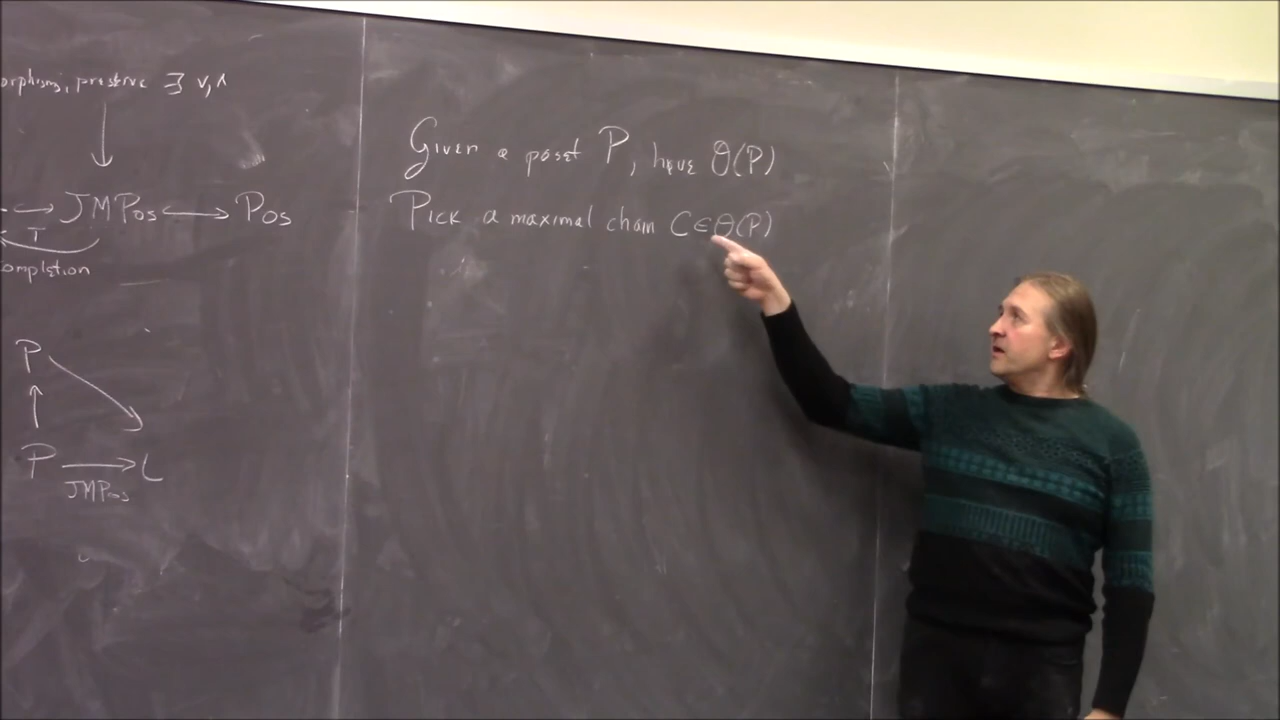 orphisms, preserve ∃ ∨,∧
↔ JMPos ↔ Pos
T
ompletion
P
P → L
JMPos
Given a poset P, have O(P)
Pick a maximal chain C∈O(P)